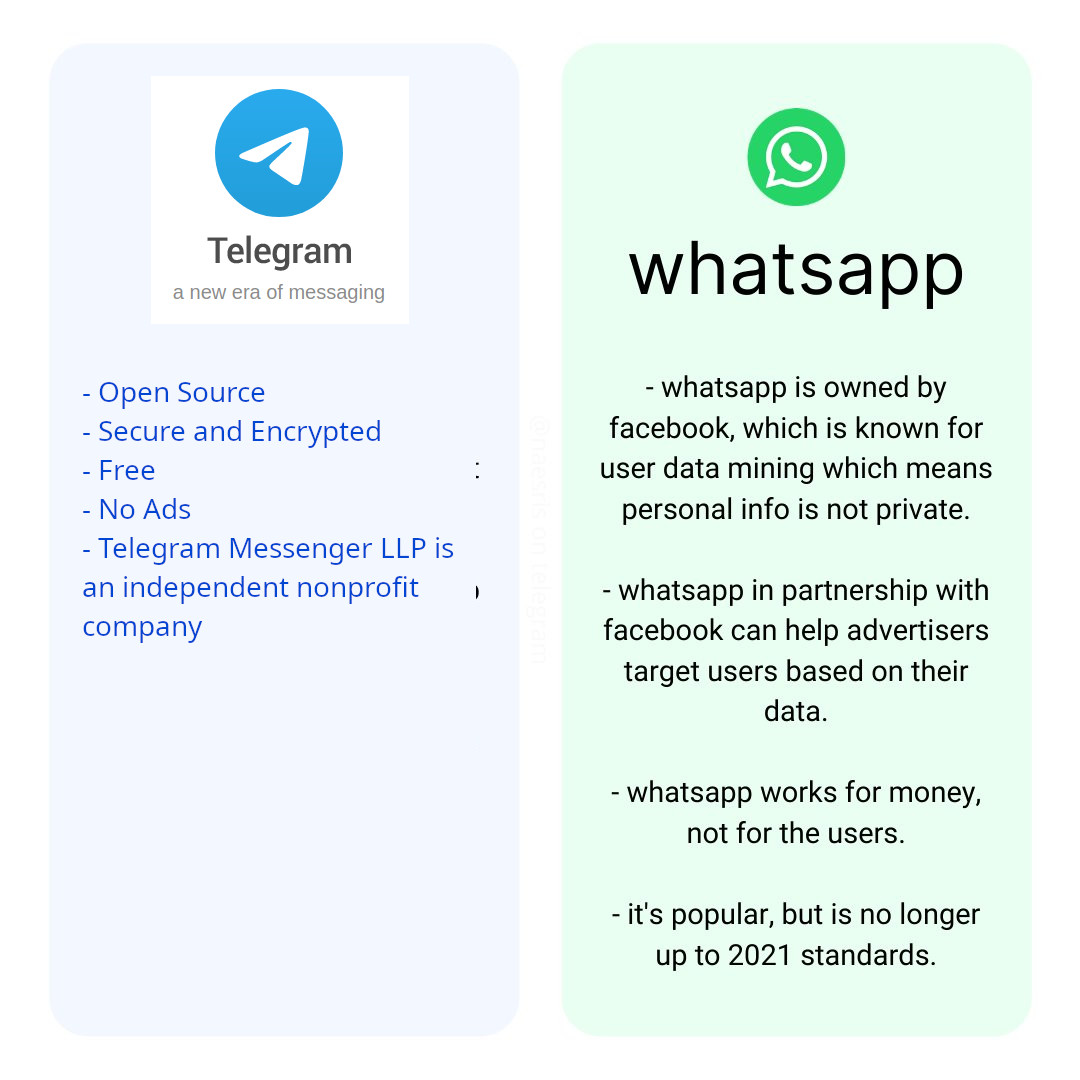 Telegram
a new era of messaging
- Open Source
- Secure and Encrypted
- Free
- No Ads
- Telegram Messenger LLP is
an independent nonprofit
company
on telegram
whatsapp
- whatsapp is owned by
facebook, which is known for
user data mining which means
personal info is not private.
- whatsapp in partnership with
facebook can help advertisers
target users based on their
data.
- whatsapp works for money,
not for the users.
- it's popular, but is no longer
up to 2021 standards.